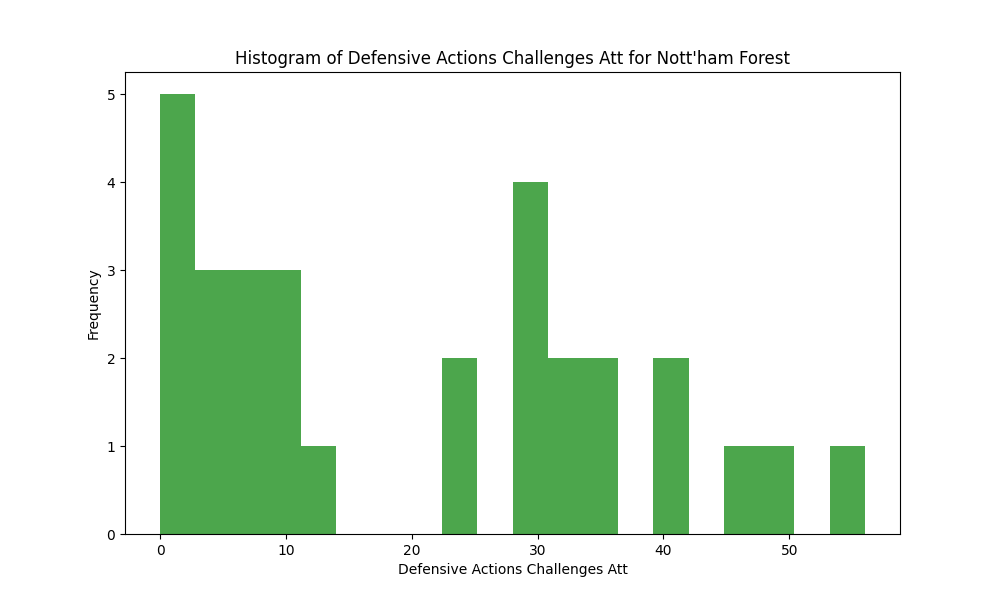 Histogram of Defensive Actions Challenges Att for Nott'ham Forest
5
4
3
2
1
0
Frequency
0 10 20 30 40 50
Defensive Actions Challenges Att